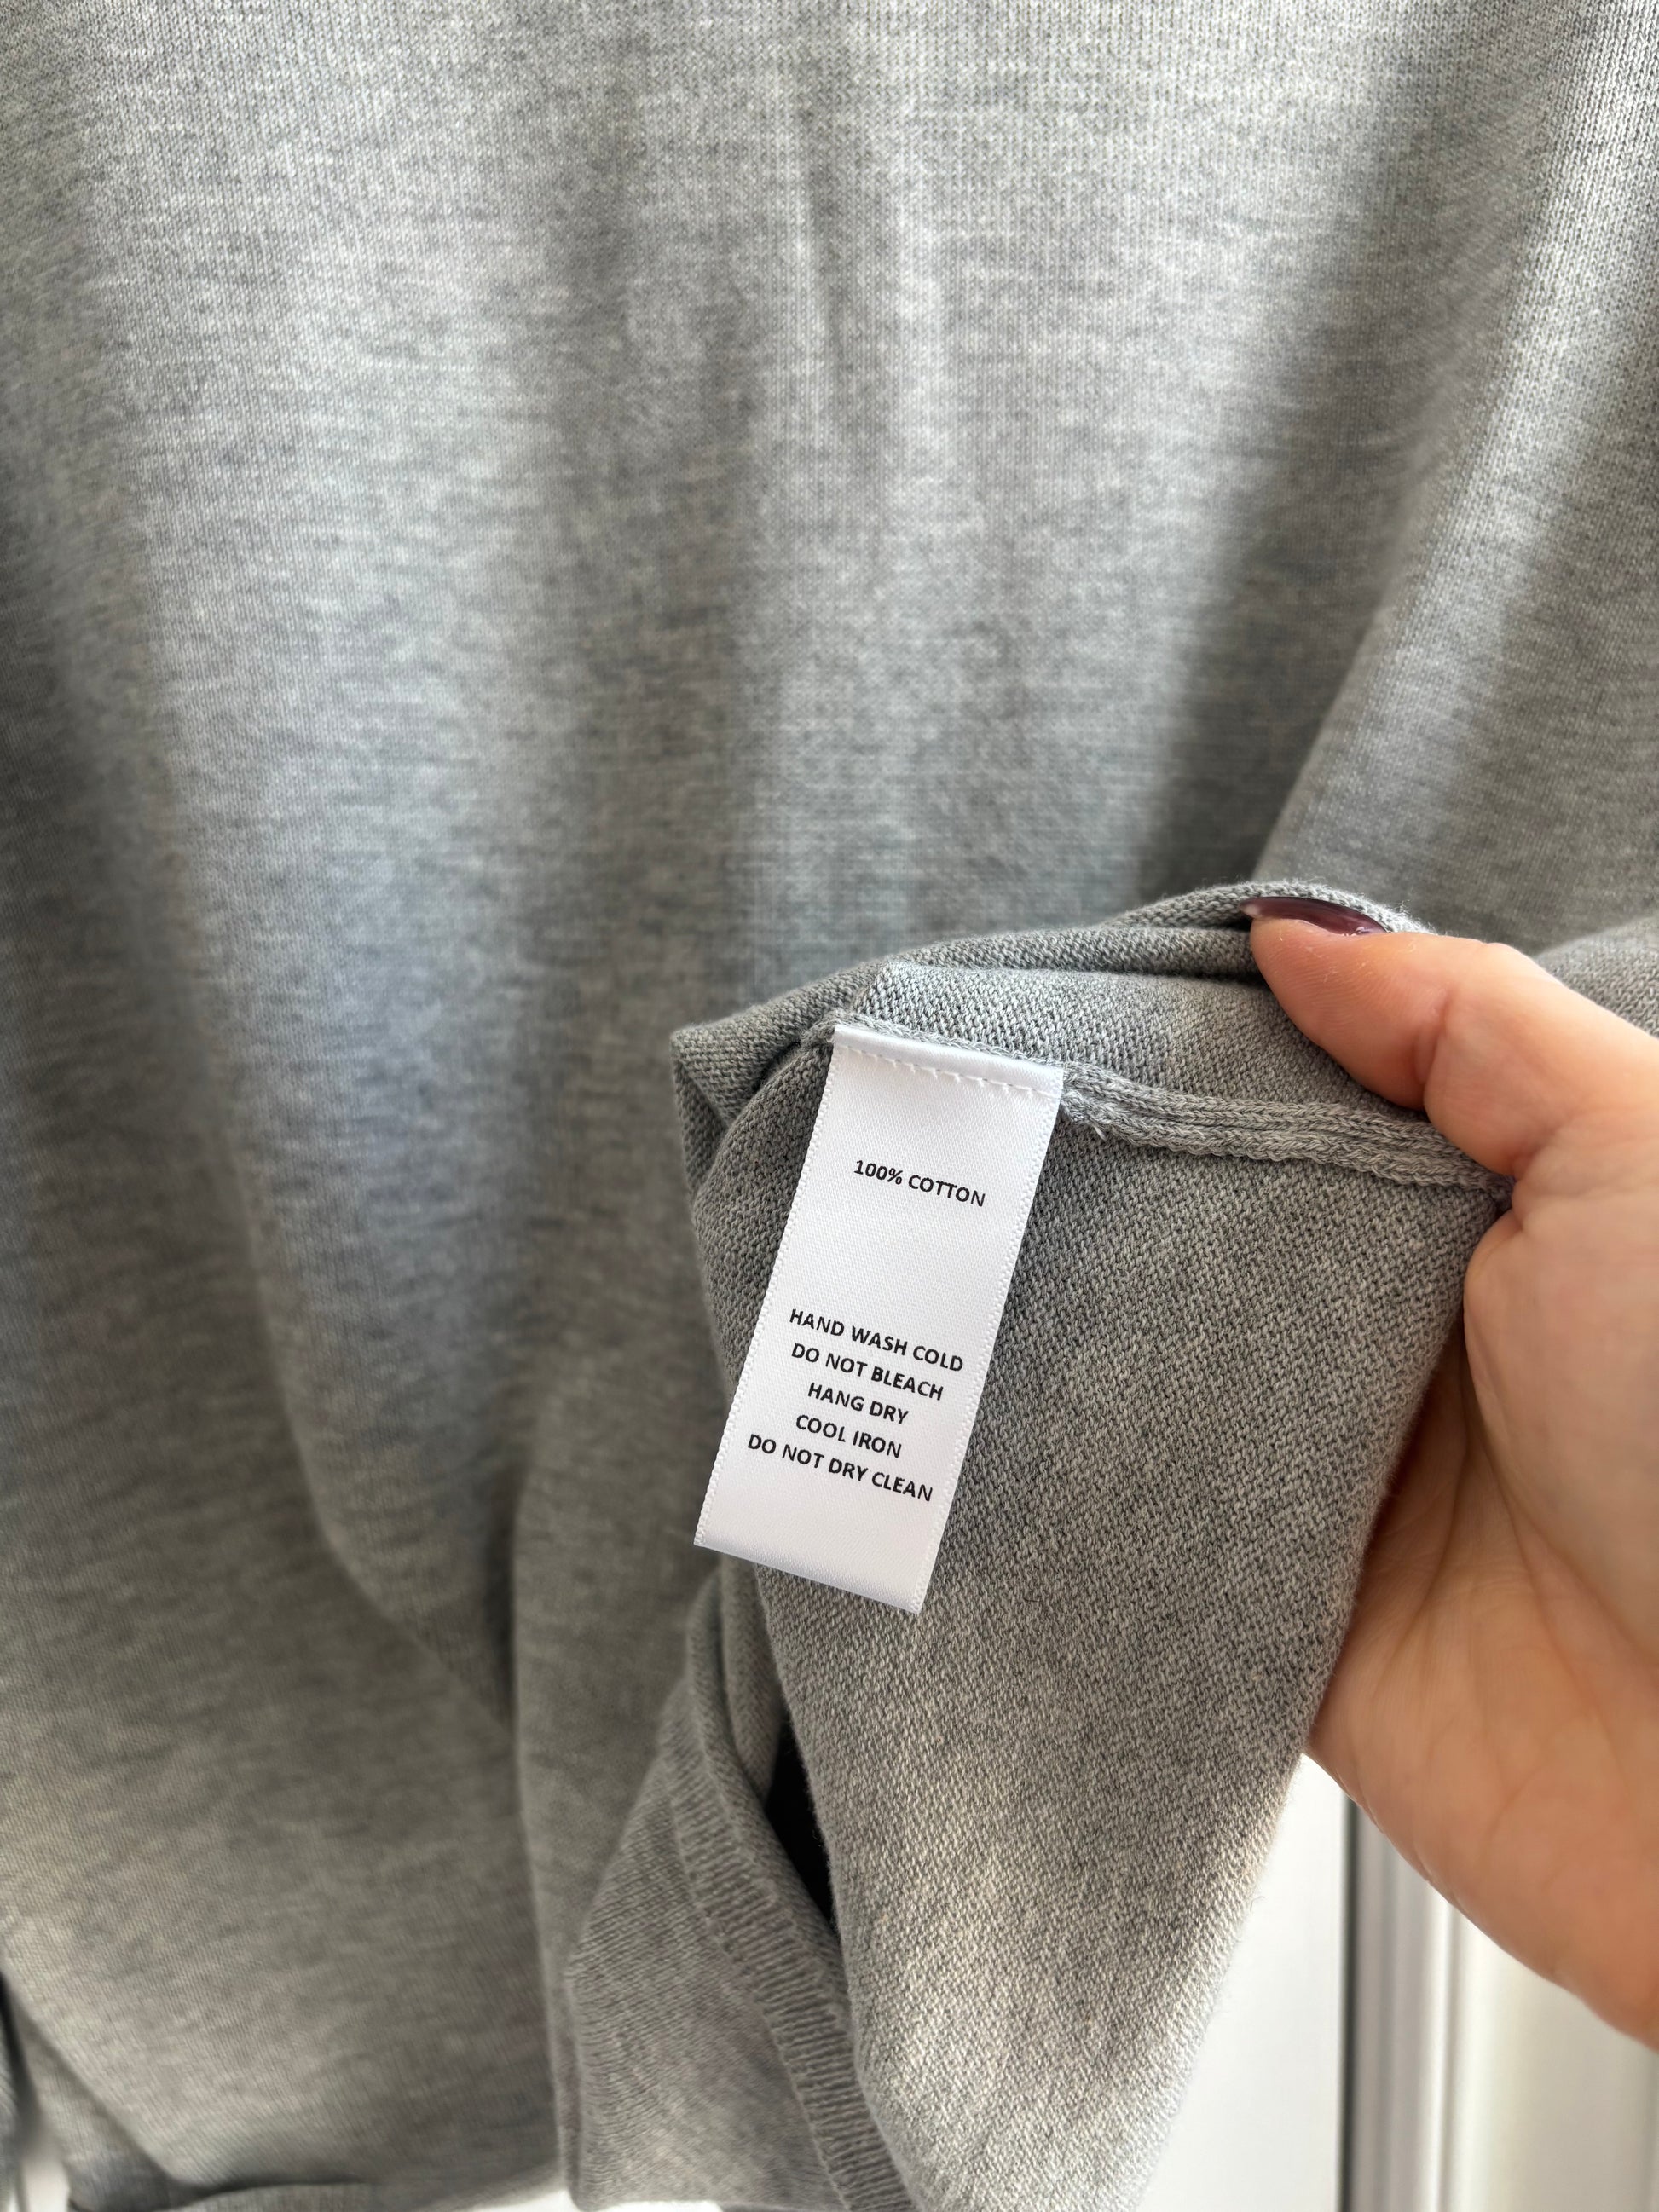 100% COTTON
HAND WASH COLD
DO NOT BLEACH
HANG DRY
COOL IRON
DO NOT DRY CLEAN